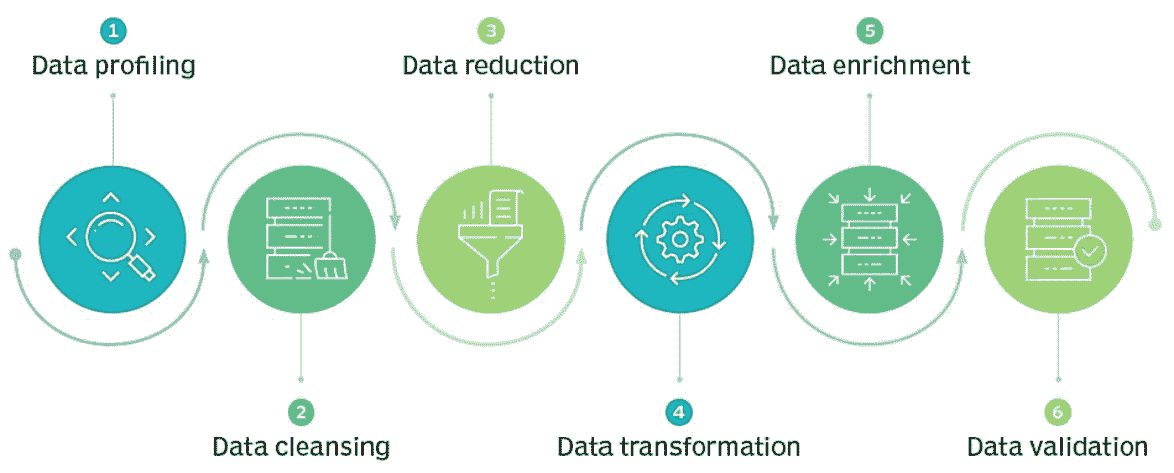 1
Data profiling
2
Data cleansing
3
Data reduction
4
Data transformation
5
Data enrichment
6
Data validation